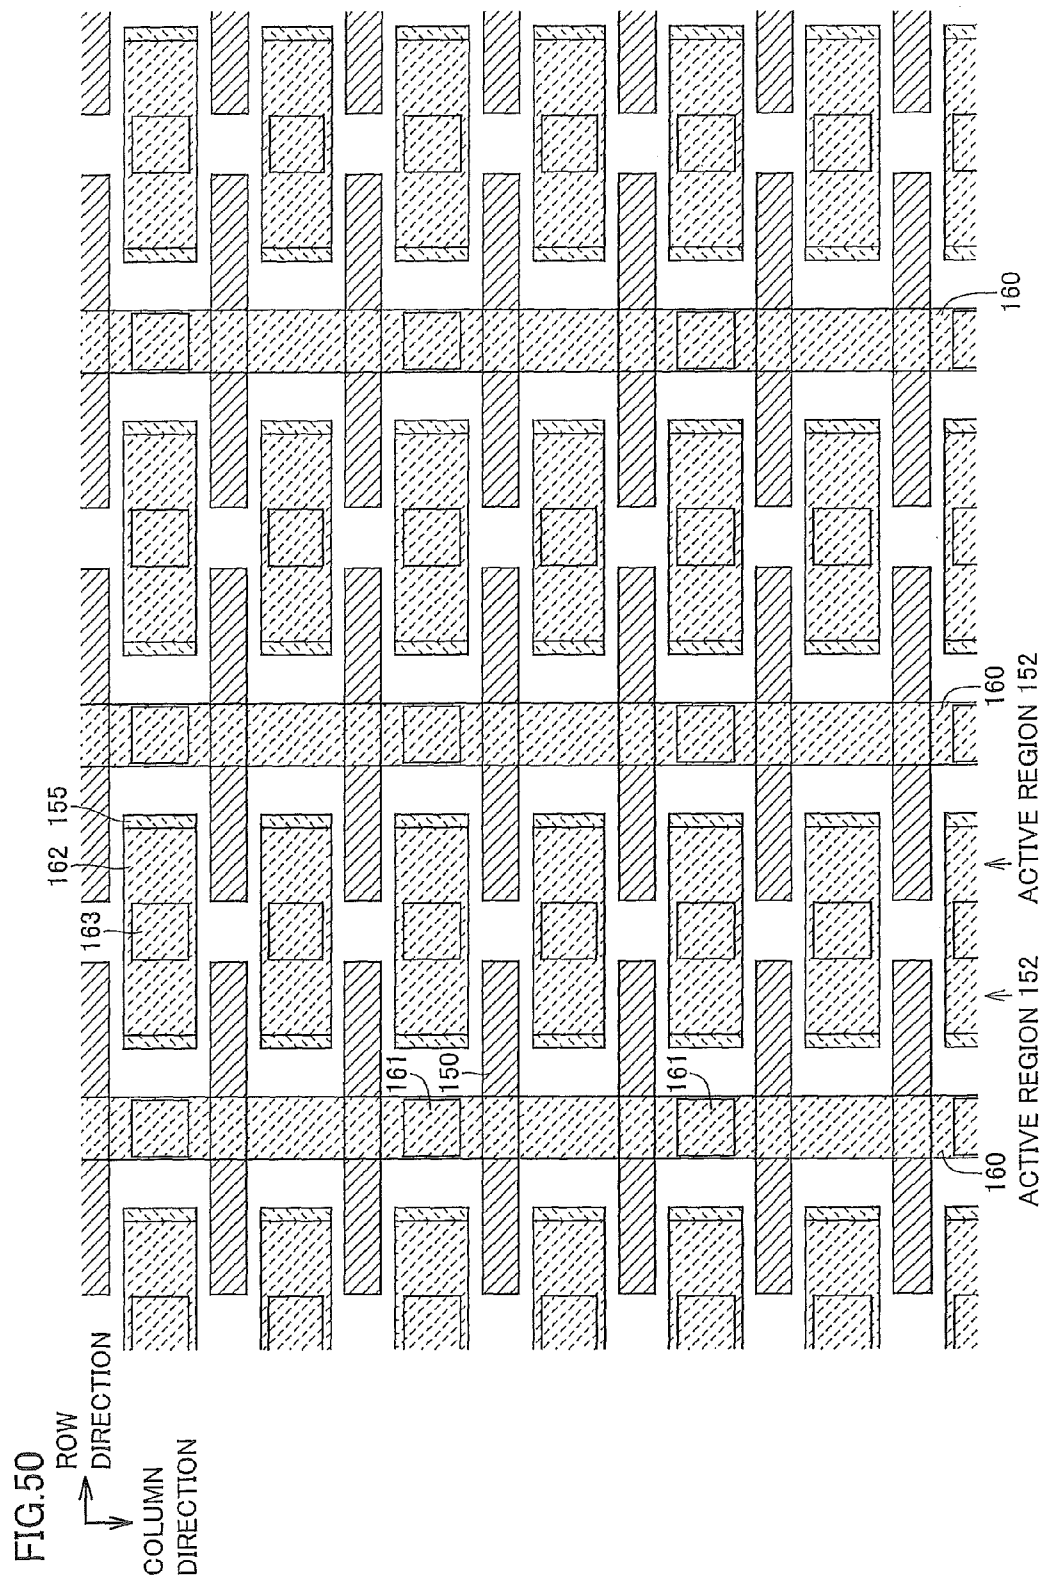 FIG.50
ROW
DIRECTION
COLUMN
DIRECTION
163
162
155
161
150
161
160
160
160
ACTIVE REGION 152
ACTIVE REGION 152